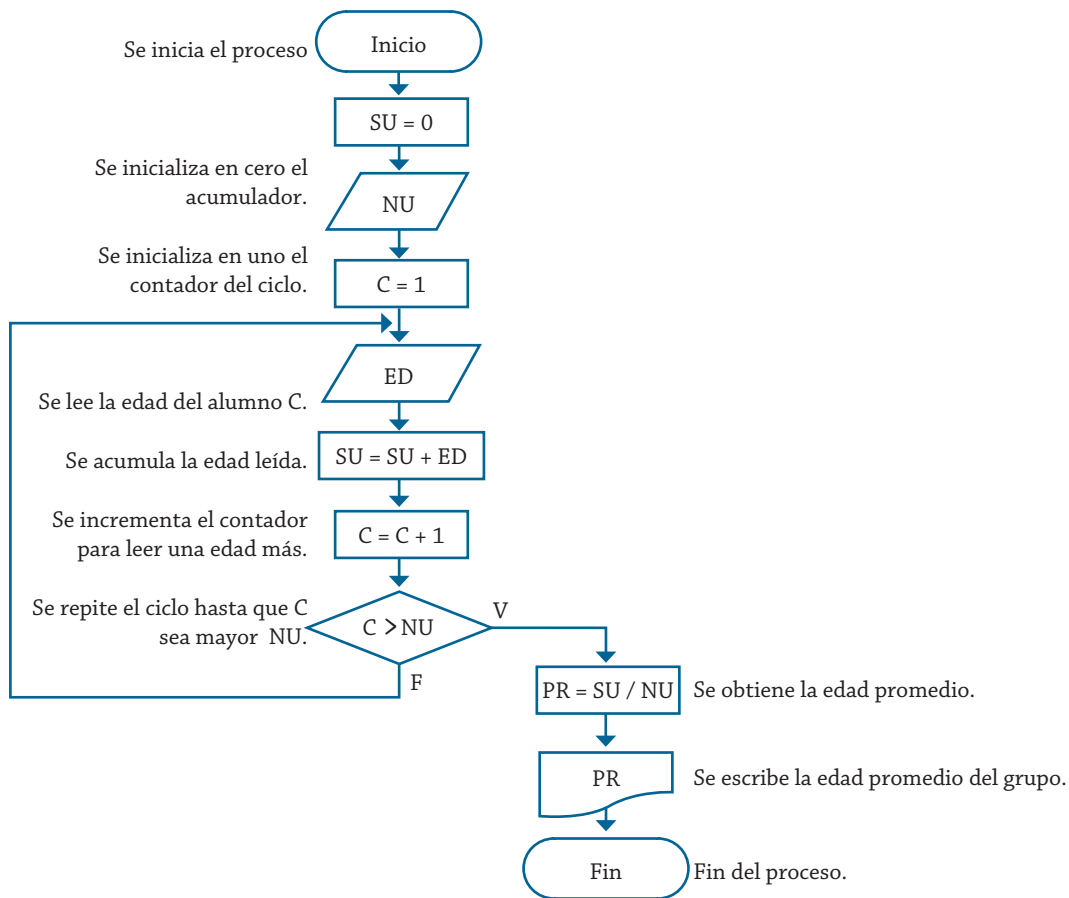 Se inicia el proceso
Inicio
SU = 0
Se inicializa en cero el
acumulador.
NU
Se inicializa en uno el
contador del ciclo.
C = 1
ED
Se lee la edad del alumno C.
Se acumula la edad leída.
SU = SU + ED
Se incrementa el contador
para leer una edad más.
C = C + 1
Se repite el ciclo hasta que C
sea mayor NU.
C > NU
V
F
PR = SU / NU
Se obtiene la edad promedio.
PR
Se escribe la edad promedio del grupo.
Fin
Fin del proceso.